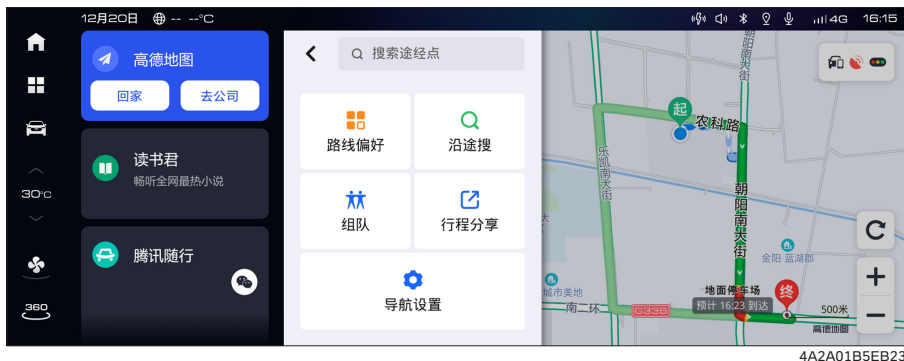 12月20日 -- --°C
4G 16:15
高德地图
回家 去公司
读书君
畅听全网最热小说
腾讯随行
30°C
360
搜索途经点
路线偏好 沿途搜
组队 行程分享
导航设置
朝阳南大街
起
农科路
乐凯南大街
朝阳南大街
金阳·蓝湖郡
城市美地
地面停车场
终
预计 16:23 到达
南二环
G335
500米
高德地图
4A2A01B5EB23